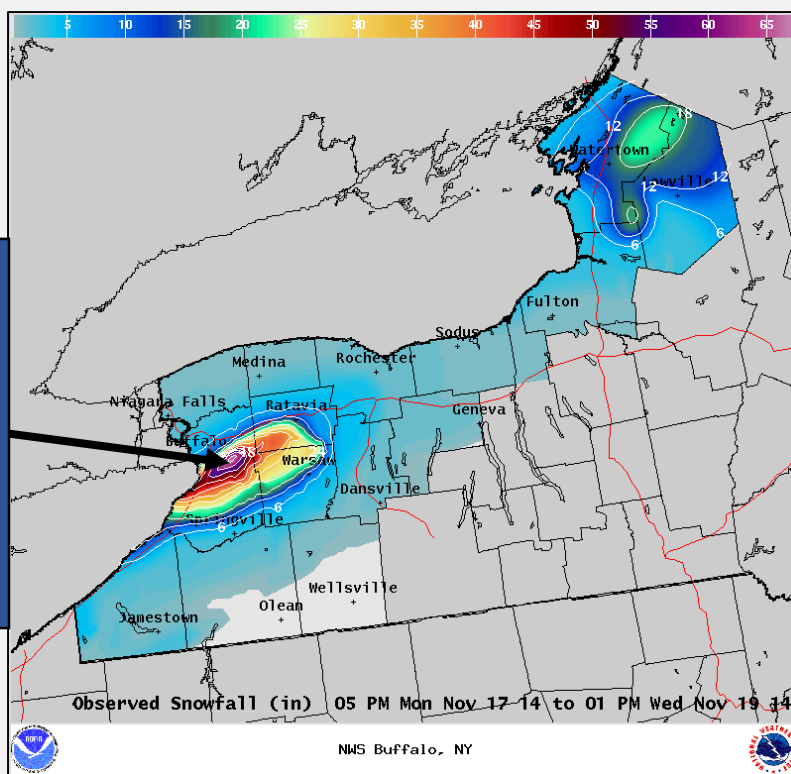 5 10 15 20 25 30 35 40 45 50 55 60 65
18
12
Watertown
12
Lowville
12
6
6
Fulton
Sodus
Medina
Rochester
Niagara Falls
Batavia
Geneva
Buffalo
Warsaw
Dansville
6
Springville
6
Wellsville
Jamestown
Olean
Observed Snowfall (in) 05 PM Mon Nov 17 14 to 01 PM Wed Nov 19 14
NOAA
NWS Buffalo, NY